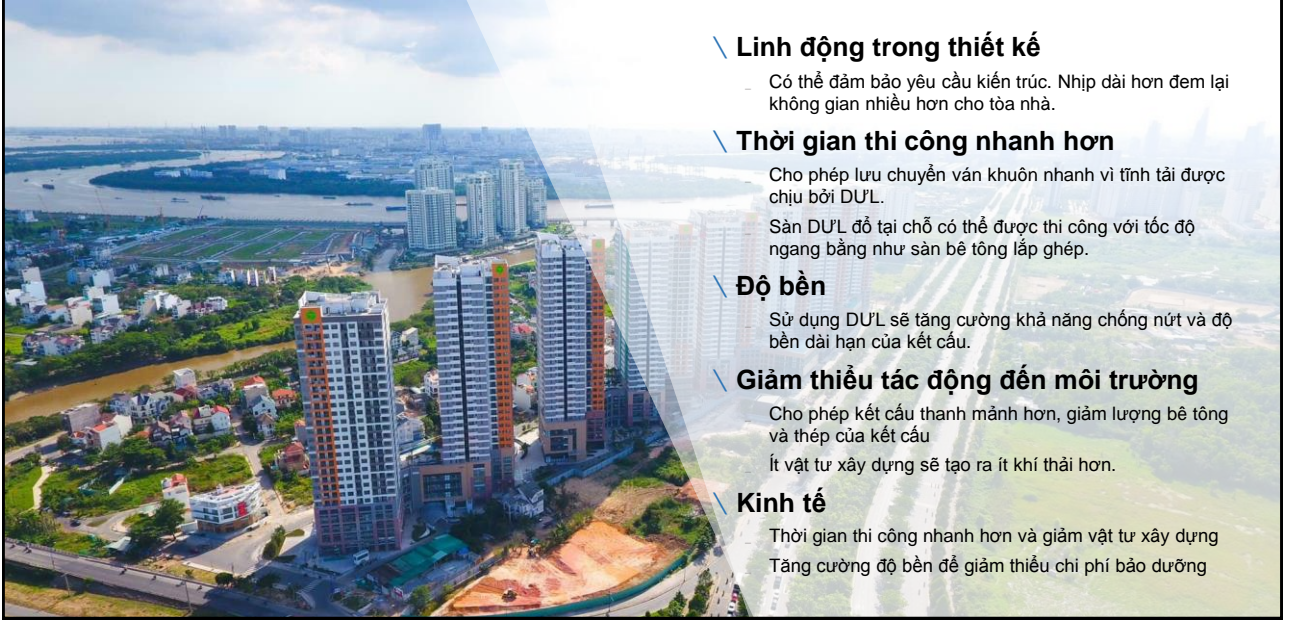 \ Linh động trong thiết kế
_ Có thể đảm bảo yêu cầu kiến trúc. Nhịp dài hơn đem lại
không gian nhiều hơn cho tòa nhà.
\ Thời gian thi công nhanh hơn
_ Cho phép lưu chuyển ván khuôn nhanh vì tĩnh tải được
chịu bởi DƯL.
_ Sàn DƯL đổ tại chỗ có thể được thi công với tốc độ
ngang bằng như sàn bê tông lắp ghép.
\ Độ bền
_ Sử dụng DƯL sẽ tăng cường khả năng chống nứt và độ
bền dài hạn của kết cấu.
\ Giảm thiểu tác động đến môi trường
_ Cho phép kết cấu thanh mảnh hơn, giảm lượng bê tông
và thép của kết cấu
_ Ít vật tư xây dựng sẽ tạo ra ít khí thải hơn.
\ Kinh tế
_ Thời gian thi công nhanh hơn và giảm vật tư xây dựng
_ Tăng cường độ bền để giảm thiểu chi phí bảo dưỡng